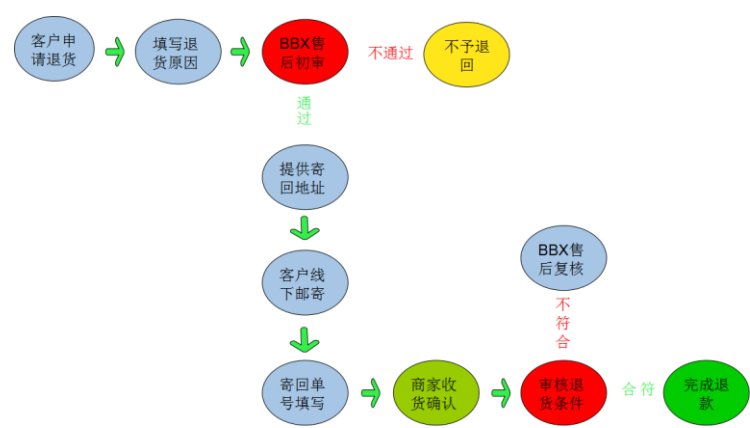 客户申
请退货
填写退
货原因
BBX售
后初审
不通过
不予退
回
通
过
提供寄
回地址
客户线
下邮寄
BBX售
后复核
不
符
合
寄回单
号填写
商家收
货确认
审核退
货条件
合符
完成退
款